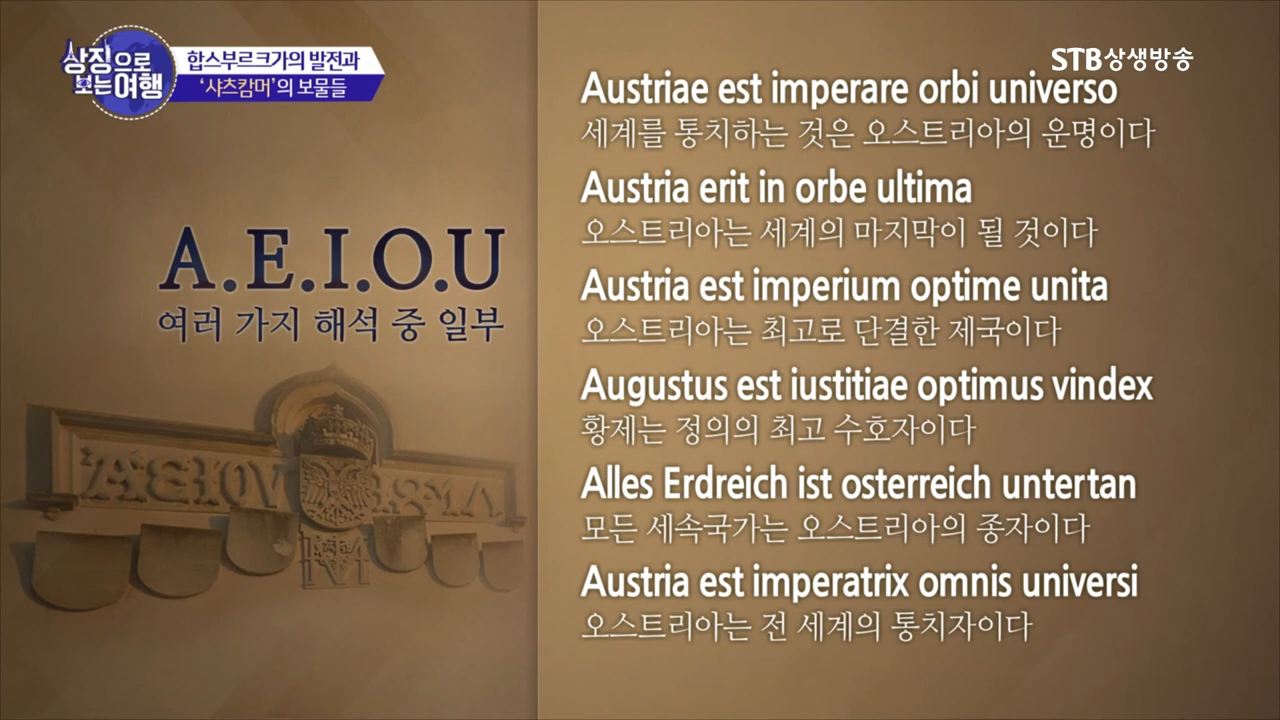 상징으로
보는 여행
합스부르크가의 발전과
‘샤츠캄머’의 보물들
STB상생방송
A.E.I.O.U
여러 가지 해석 중 일부
AEIOV
Austriae est imperare orbi universo
세계를 통치하는 것은 오스트리아의 운명이다
Austria erit in orbe ultima
오스트리아는 세계의 마지막이 될 것이다
Austria est imperium optime unita
오스트리아는 최고로 단결한 제국이다
Augustus est iustitiae optimus vindex
황제는 정의의 최고 수호자이다
Alles Erdreich ist osterreich untertan
모든 세속국가는 오스트리아의 종자이다
Austria est imperatrix omnis universi
오스트리아는 전 세계의 통치자이다